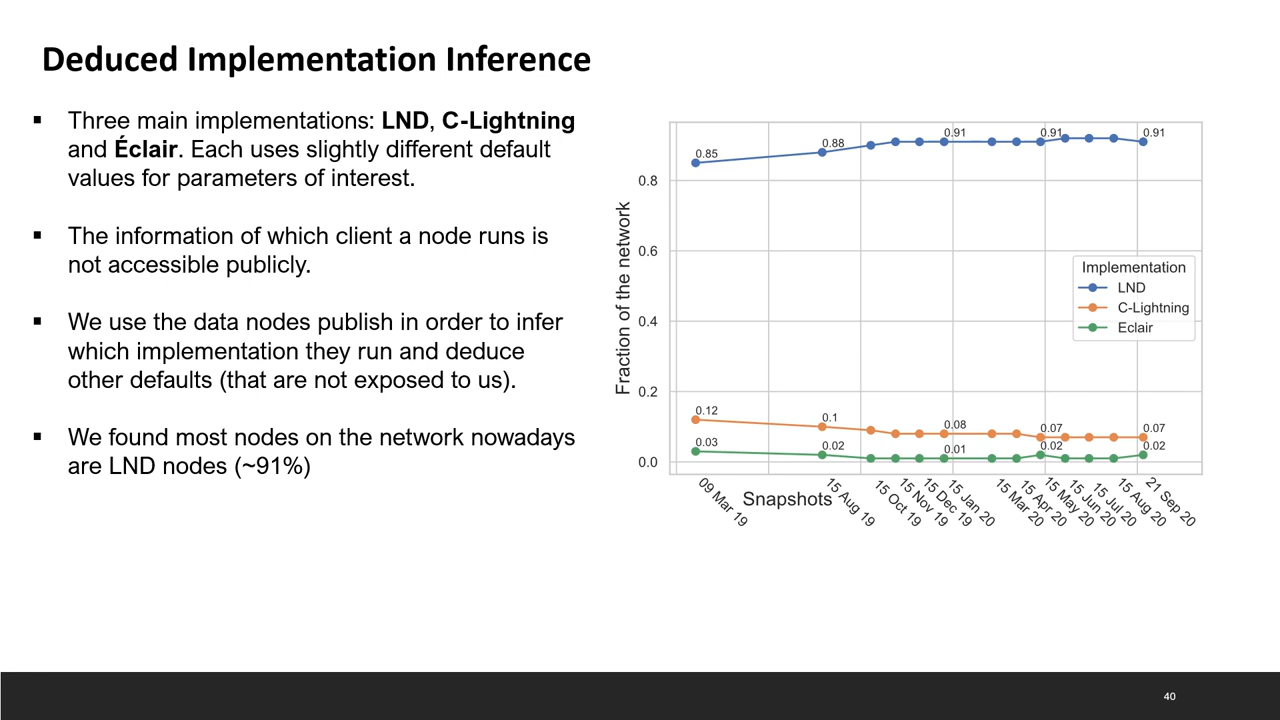 Deduced Implementation Inference
▪ Three main implementations: LND, C-Lightning
and Éclair. Each uses slightly different default
values for parameters of interest.
▪ The information of which client a node runs is
not accessible publicly.
▪ We use the data nodes publish in order to infer
which implementation they run and deduce
other defaults (that are not exposed to us).
▪ We found most nodes on the network nowadays
are LND nodes (~91%)
Fraction of the network
0.8
0.6
0.4
0.2
0.0
0.85
0.88
0.91
0.91
0.91
0.12
0.1
0.08
0.07
0.07
0.03
0.02
0.01
0.02
0.02
Implementation
LND
C-Lightning
Eclair
09 Mar 19
15 Aug 19
15 Oct 19
15 Nov 19
15 Dec 19
15 Jan 20
15 Mar 20
15 Apr 20
15 May 20
15 Jun 20
15 Jul 20
15 Aug 20
21 Sep 20
Snapshots
40